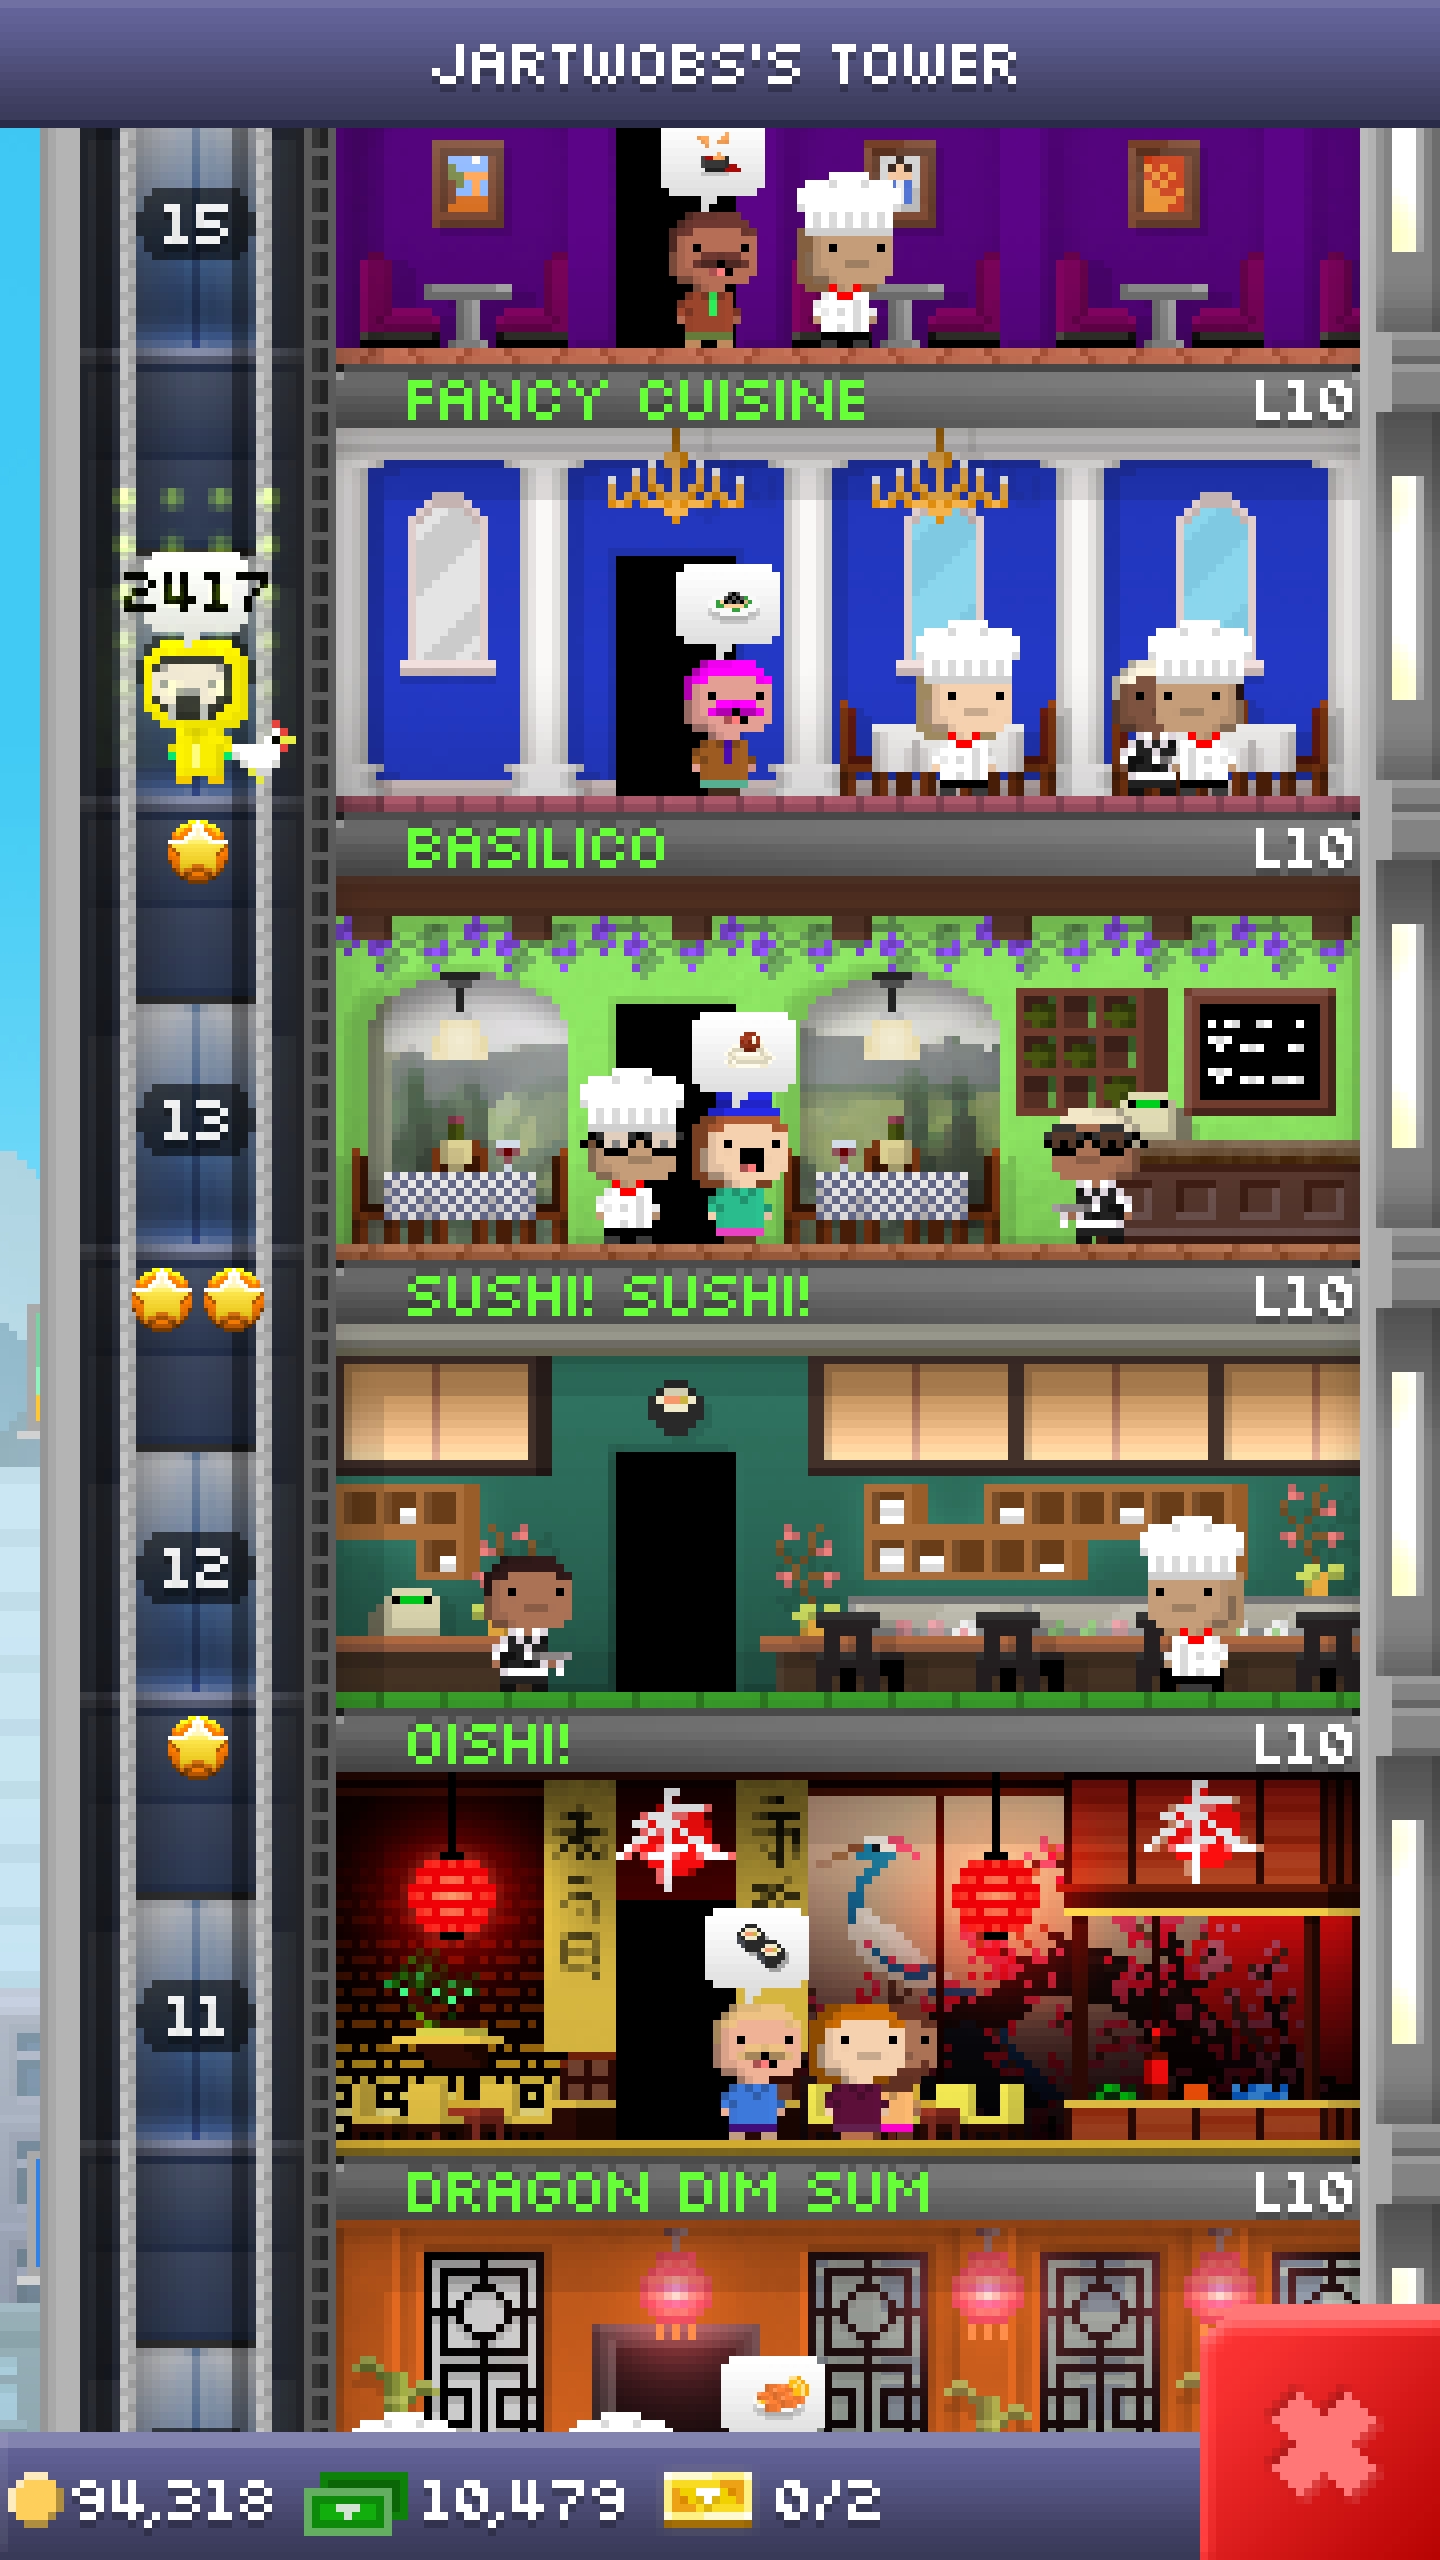 JARTWOBS'S TOWER
15
FANCY CUISINE L10
2417
BASILICO L10
13
SUSHI! SUSHI! L10
12
OISHI! L10
11
DRAGON DIM SUM L10
94,318 10,479 0/2